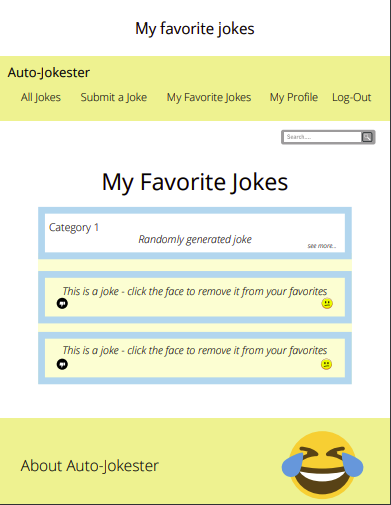 My favorite jokes
Auto-Jokester
All Jokes Submit a Joke My Favorite Jokes My Profile Log-Out
Search....
My Favorite Jokes
Category 1
Randomly generated joke
see more..
This is a joke - click the face to remove it from your favorites
This is a joke - click the face to remove it from your favorites
About Auto-Jokester